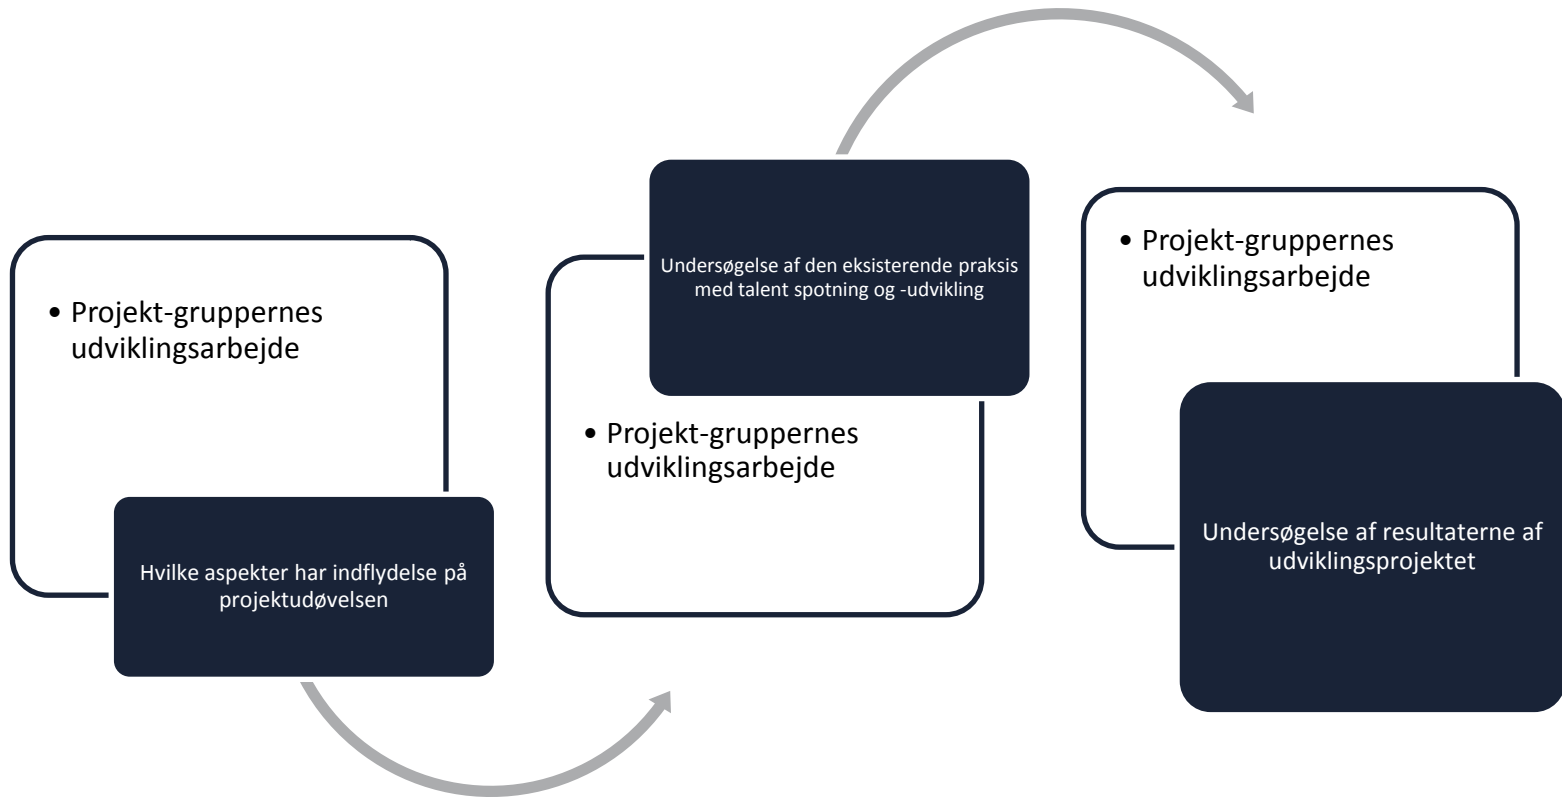 • Projekt-gruppernes
udviklingsarbejde
Hvilke aspekter har indflydelse på
projektudøvelsen
Undersøgelse af den eksisterende praksis
med talent spotning og -udvikling
• Projekt-gruppernes
udviklingsarbejde
• Projekt-gruppernes
udviklingsarbejde
Undersøgelse af resultaterne af
udviklingsprojektet